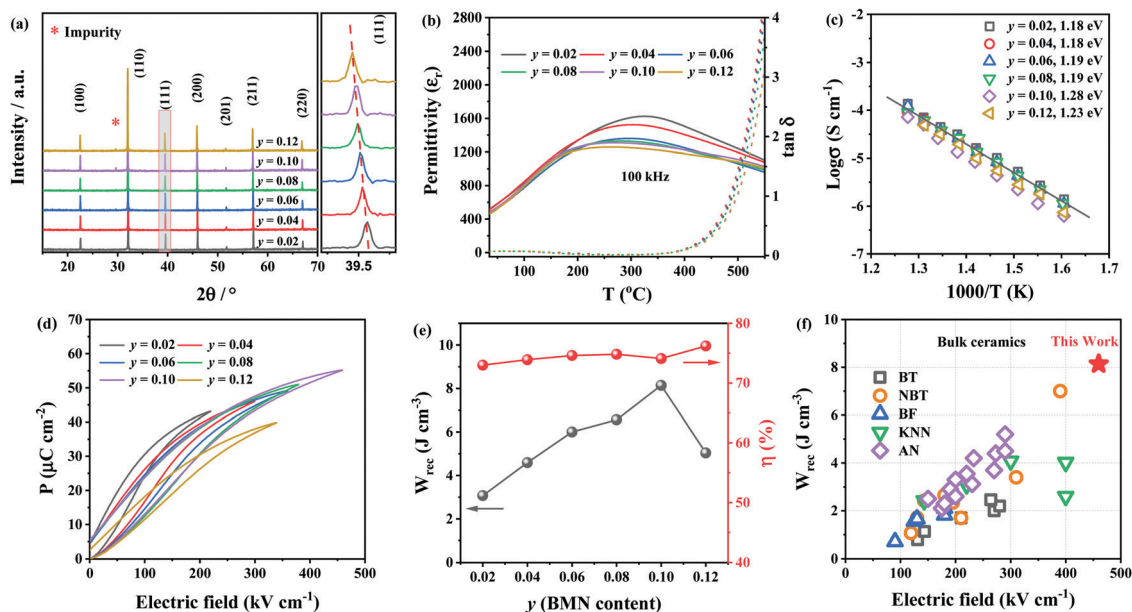 (a)
* Impurity
(100)
(110)
(111)
(200)
(201)
(211)
(220)
y = 0.12
y = 0.10
y = 0.08
y = 0.06
y = 0.04
y = 0.02
Intensity / a.u.
20 30 40 50 60 70
2θ / °
(111)
39.5
(b)
2800
2400
2000
1600
1200
800
400
0
Permittivity (εr)
y = 0.02 y = 0.04 y = 0.06
y = 0.08 y = 0.10 y = 0.12
100 kHz
4
3
2
1
0
tan δ
100 200 300 400 500
T (°C)
(c)
y = 0.02, 1.18 eV
y = 0.04, 1.18 eV
y = 0.06, 1.19 eV
y = 0.08, 1.19 eV
y = 0.10, 1.28 eV
y = 0.12, 1.23 eV
-2
-3
-4
-5
-6
-7
Logσ (S cm⁻¹)
1.2 1.3 1.4 1.5 1.6 1.7
1000/T (K)
(d)
y = 0.02 y = 0.04
y = 0.06 y = 0.08
y = 0.10 y = 0.12
70
60
50
40
30
20
10
0
P (μC cm⁻²)
0 100 200 300 400 500
Electric field (kV cm⁻¹)
(e)
10
9
8
7
6
5
4
3
2
1
0
Wrec (J cm⁻³)
80
70
60
50
40
η (%)
0.02 0.04 0.06 0.08 0.10 0.12
y (BMN content)
(f)
Bulk ceramics This Work
BT
NBT
BF
KNN
AN
10
8
6
4
2
0
Wrec (J cm⁻³)
0 100 200 300 400 500
Electric field (kV cm⁻¹)